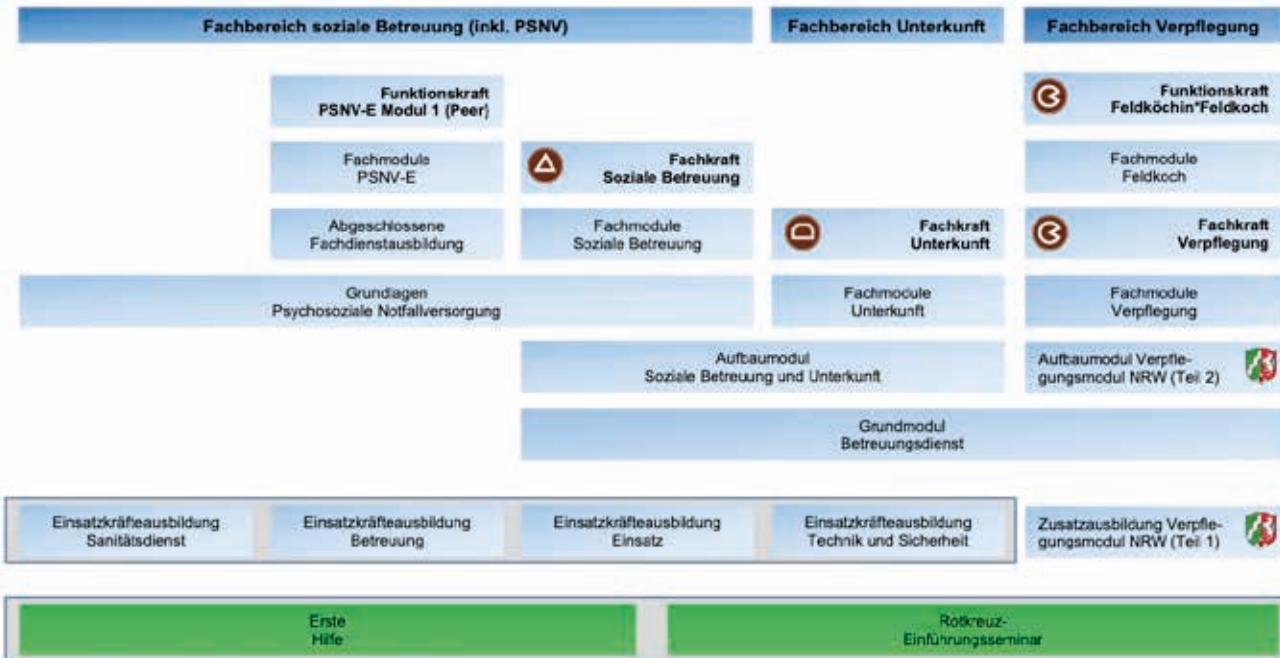 Fachbereich soziale Betreuung (inkl. PSNV)
Fachbereich Unterkunft
Fachbereich Verpflegung
Funktionskraft
PSNV-E Modul 1 (Peer)
Funktionskraft
Feldköchin*Feldkoch
Fachmodule
PSNV-E
Fachkraft
Soziale Betreuung
Fachmodule
Feldkoch
Abgeschlossene
Fachdienstausbildung
Fachmodule
Soziale Betreuung
Fachkraft
Unterkunft
Fachkraft
Verpflegung
Grundlagen
Psychosoziale Notfallversorgung
Fachmodule
Unterkunft
Fachmodule
Verpflegung
Aufbaumodul
Soziale Betreuung und Unterkunft
Aufbaumodul Verpfle-
gungsmodul NRW (Teil 2)
Grundmodul
Betreuungsdienst
Einsatzkräfteausbildung
Sanitätsdienst
Einsatzkräfteausbildung
Betreuung
Einsatzkräfteausbildung
Einsatz
Einsatzkräfteausbildung
Technik und Sicherheit
Zusatzausbildung Verpfle-
gungsmodul NRW (Teil 1)
Erste
Hilfe
Rotkreuz-
Einführungsseminar